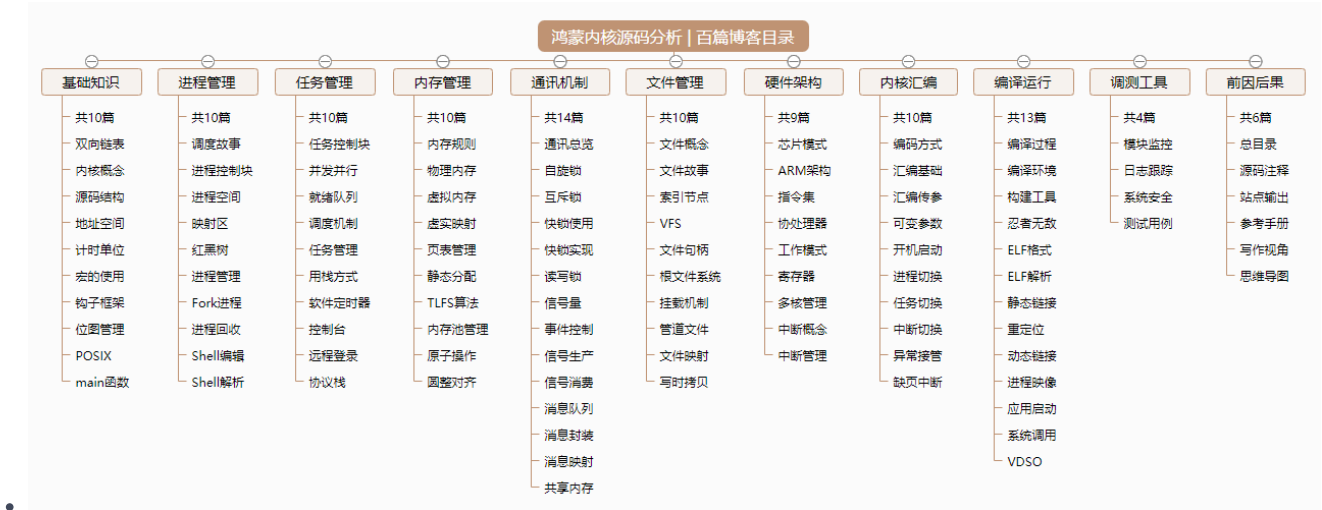 鸿蒙内核源码分析 | 百篇博客目录
基础知识
共10篇
双向链表
内核概念
源码结构
地址空间
计时单位
宏的使用
钩子框架
位图管理
POSIX
main函数
进程管理
共10篇
调度故事
进程控制块
进程空间
映射区
红黑树
进程管理
Fork进程
进程回收
Shell编辑
Shell解析
任务管理
共10篇
任务控制块
并发并行
就绪队列
调度机制
任务管理
用栈方式
软件定时器
控制台
远程登录
协议栈
内存管理
共10篇
内存规则
物理内存
虚拟内存
虚实映射
页表管理
静态分配
TLFS算法
内存池管理
原子操作
圆整对齐
通讯机制
共14篇
通讯总览
自旋锁
互斥锁
快锁使用
快锁实现
读写锁
信号量
事件控制
信号生产
信号消费
消息队列
消息封装
消息映射
共享内存
文件管理
共10篇
文件概念
文件故事
索引节点
VFS
文件句柄
根文件系统
挂载机制
管道文件
文件映射
写时拷贝
硬件架构
共9篇
芯片模式
ARM架构
指令集
协处理器
工作模式
寄存器
多核管理
中断概念
中断管理
内核汇编
共10篇
编码方式
汇编基础
汇编传参
可变参数
开机启动
进程切换
任务切换
中断切换
异常接管
缺页中断
编译运行
共13篇
编译过程
编译环境
构建工具
忍者无敌
ELF格式
ELF解析
静态链接
重定位
动态链接
进程映像
应用启动
系统调用
VDSO
调测工具
共4篇
模块监控
日志跟踪
系统安全
测试用例
前因后果
共6篇
总目录
源码注释
站点输出
参考手册
写作视角
思维导图